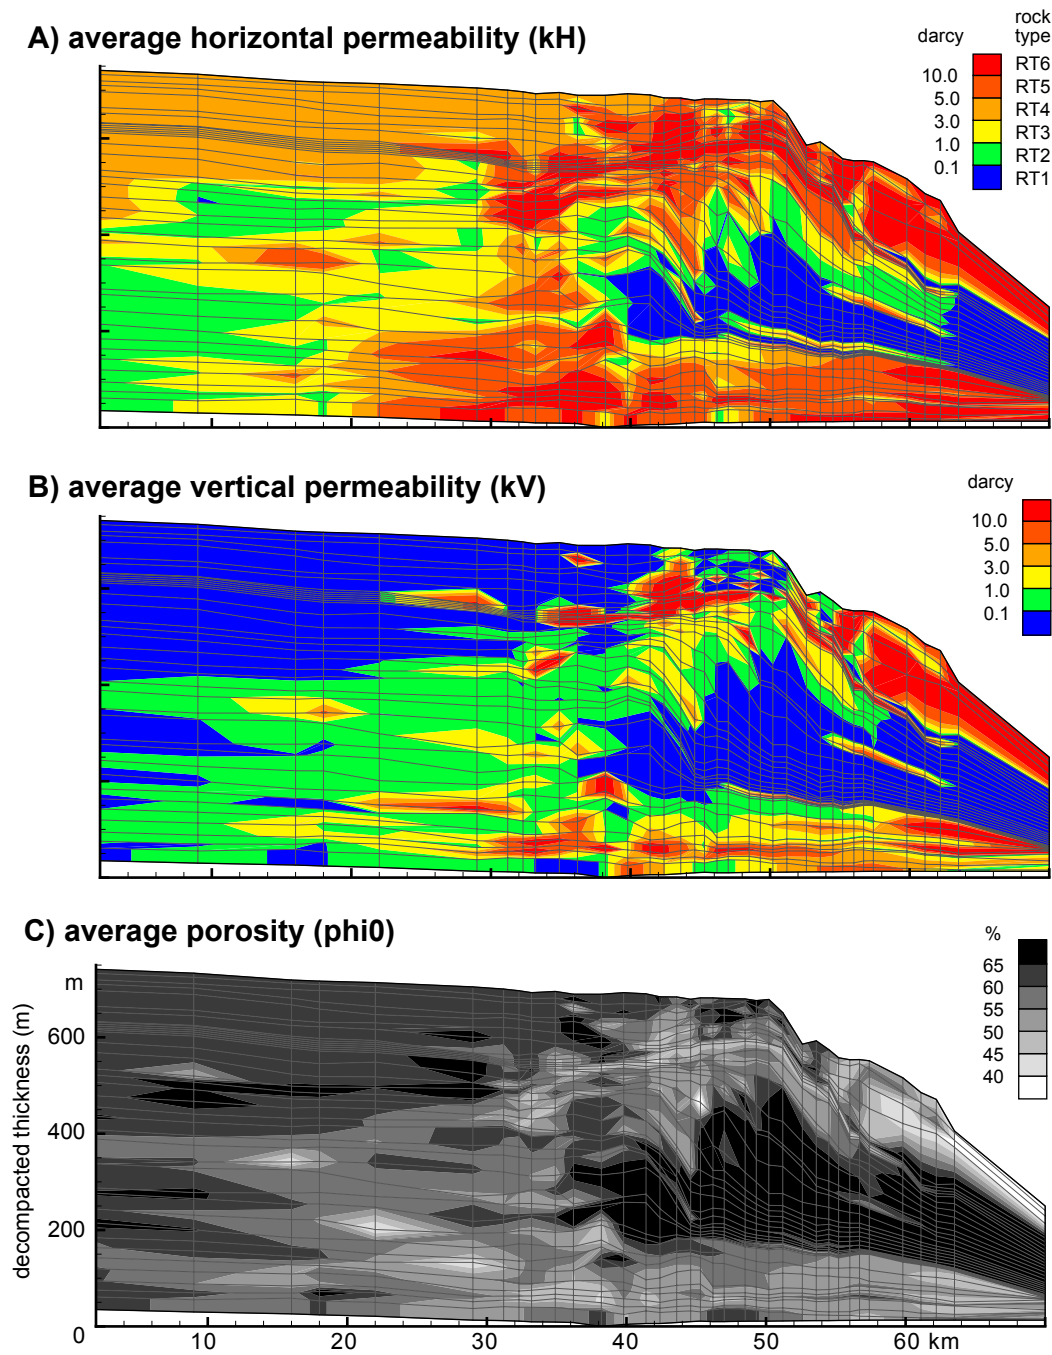 A) average horizontal permeability (kH)
darcy
rock
type
10.0
5.0
3.0
1.0
0.1
RT6
RT5
RT4
RT3
RT2
RT1
B) average vertical permeability (kV)
darcy
10.0
5.0
3.0
1.0
0.1
C) average porosity (phi0)
%
65
60
55
50
45
40
m
600
400
200
0
decompacted thickness (m)
10
20
30
40
50
60 km